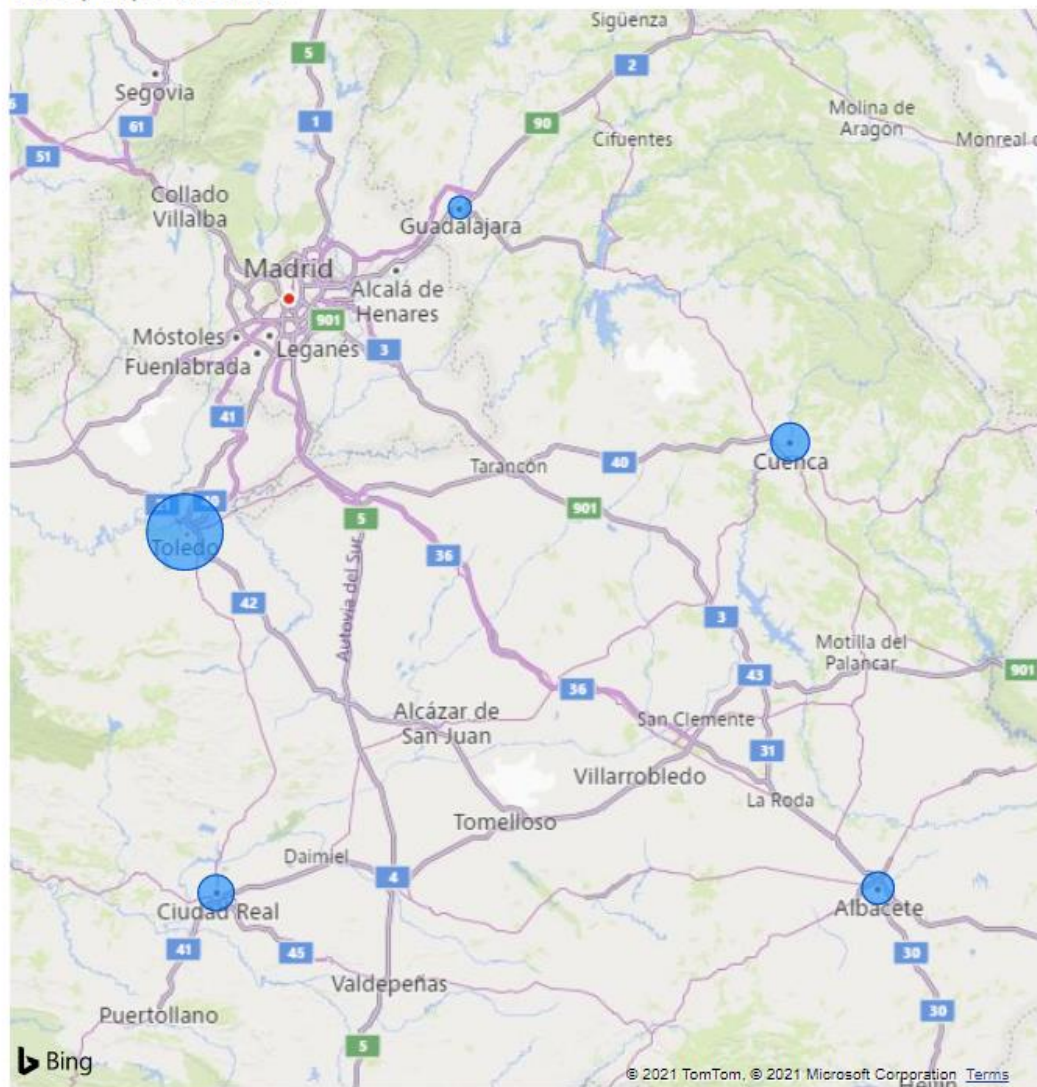 Sigüenza
5
2
Segovia
6
61
1
90
Molina de
Aragón
Cifuentes
Monreal d
51
Collado
Villalba
Guadalajara
Madrid
Alcalá de
Henares
901
Móstoles
Leganés
3
Fuenlabrada
41
Cuenca
Tarancón
40
901
5
Toledo
36
Autovía del Sur
42
3
Motilla del
Palancar
901
43
36
Alcázar de
San Juan
San Clemente
31
Villarrobledo
La Roda
Tomelloso
Daimiel
4
Ciudad Real
Albacete
41
45
30
Valdepeñas
30
Puertollano
5
Bing
© 2021 TomTom, © 2021 Microsoft Corporation Terms